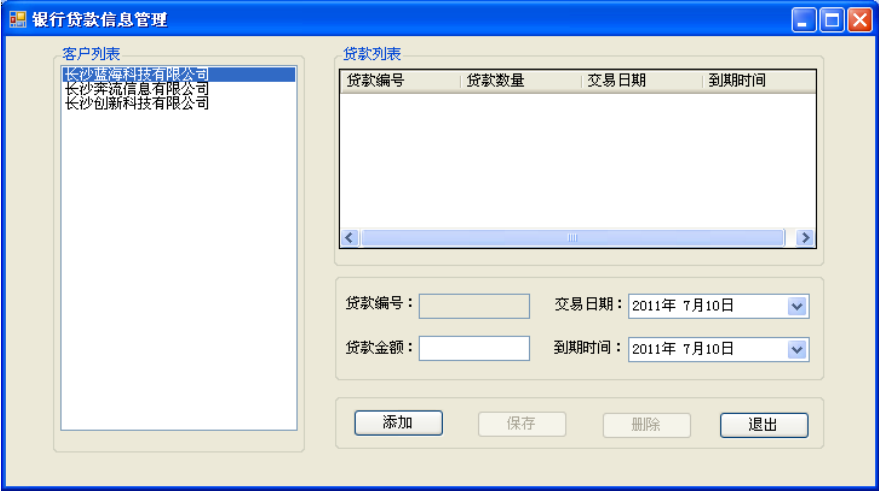 银行贷款信息管理
客户列表
长沙蓝海科技有限公司
长沙奔流信息有限公司
长沙创新科技有限公司
贷款列表
贷款编号 贷款数量 交易日期 到期时间
贷款编号： 交易日期： 2011年 7月10日
贷款金额： 到期时间： 2011年 7月10日
添加 保存 删除 退出